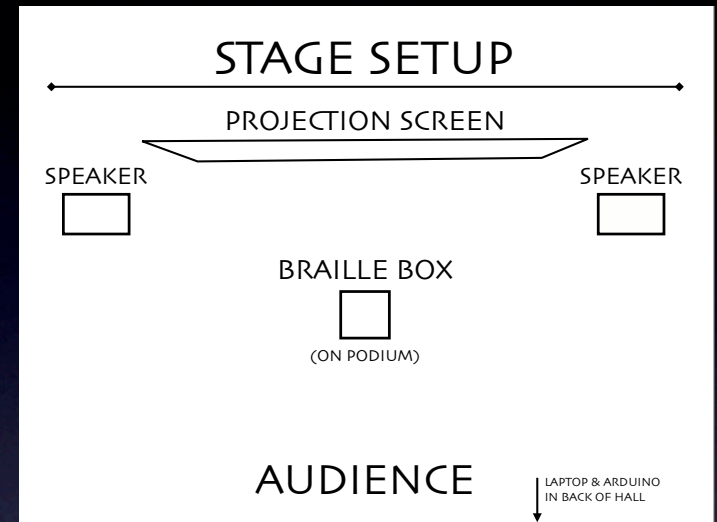 STAGE SETUP
PROJECTION SCREEN
SPEAKER
SPEAKER
BRAILLE BOX
(ON PODIUM)
AUDIENCE
LAPTOP & ARDUINO
IN BACK OF HALL